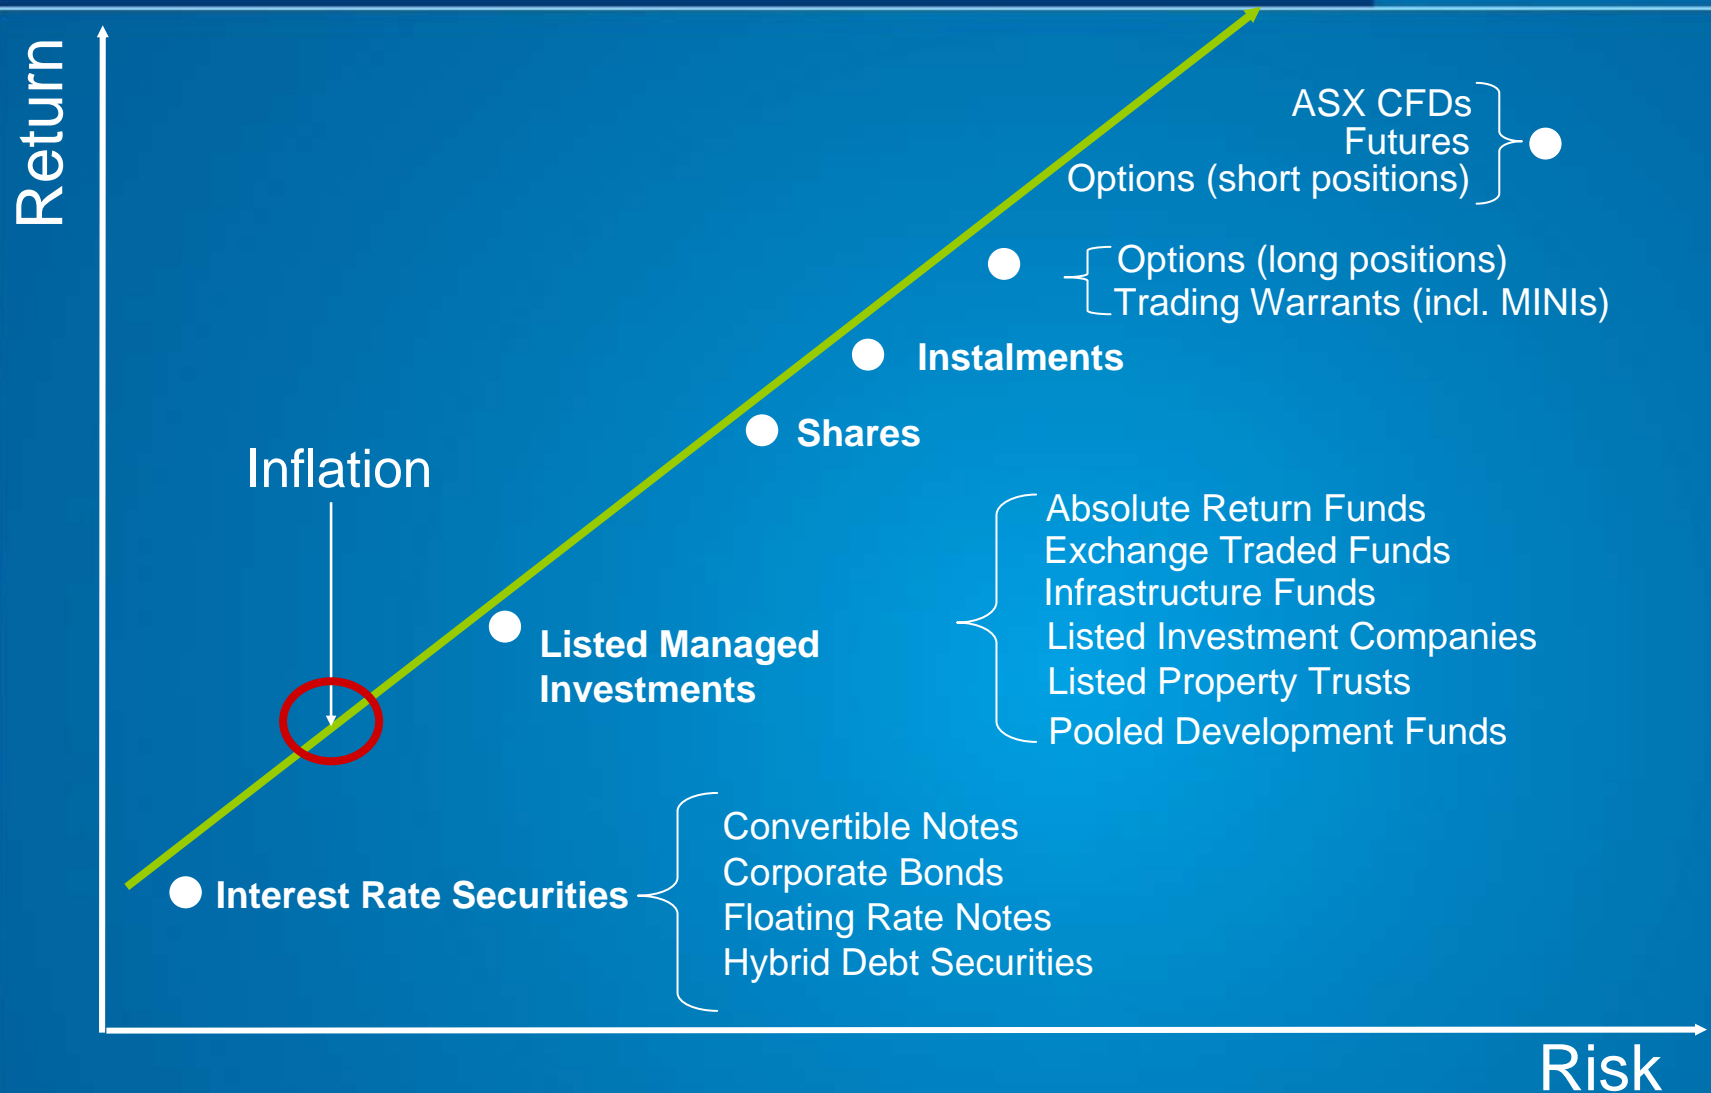 Return
ASX CFDs
Futures
Options (short positions)
Options (long positions)
Trading Warrants (incl. MINIs)
Instalments
Shares
Inflation
Absolute Return Funds
Exchange Traded Funds
Infrastructure Funds
Listed Investment Companies
Listed Property Trusts
Pooled Development Funds
Listed Managed
Investments
Interest Rate Securities
Convertible Notes
Corporate Bonds
Floating Rate Notes
Hybrid Debt Securities
Risk